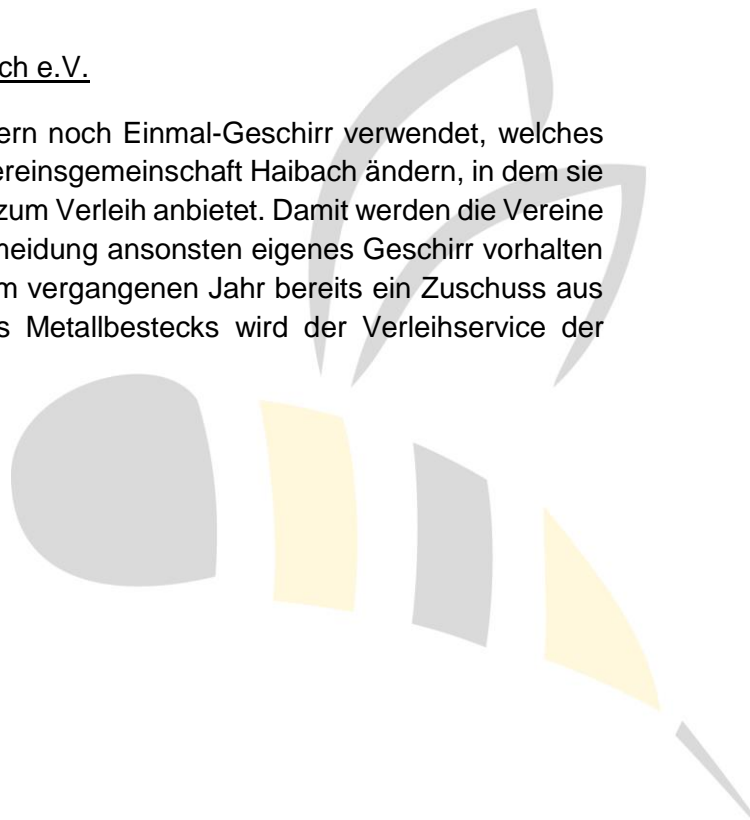 ch e.V.
ern noch Einmal-Geschirr verwendet, welches
ereinsgemeinschaft Haibach ändern, in dem sie
zum Verleih anbietet. Damit werden die Vereine
meidung ansonsten eigenes Geschirr vorhalten
m vergangenen Jahr bereits ein Zuschuss aus
s Metallbestecks wird der Verleihservice der